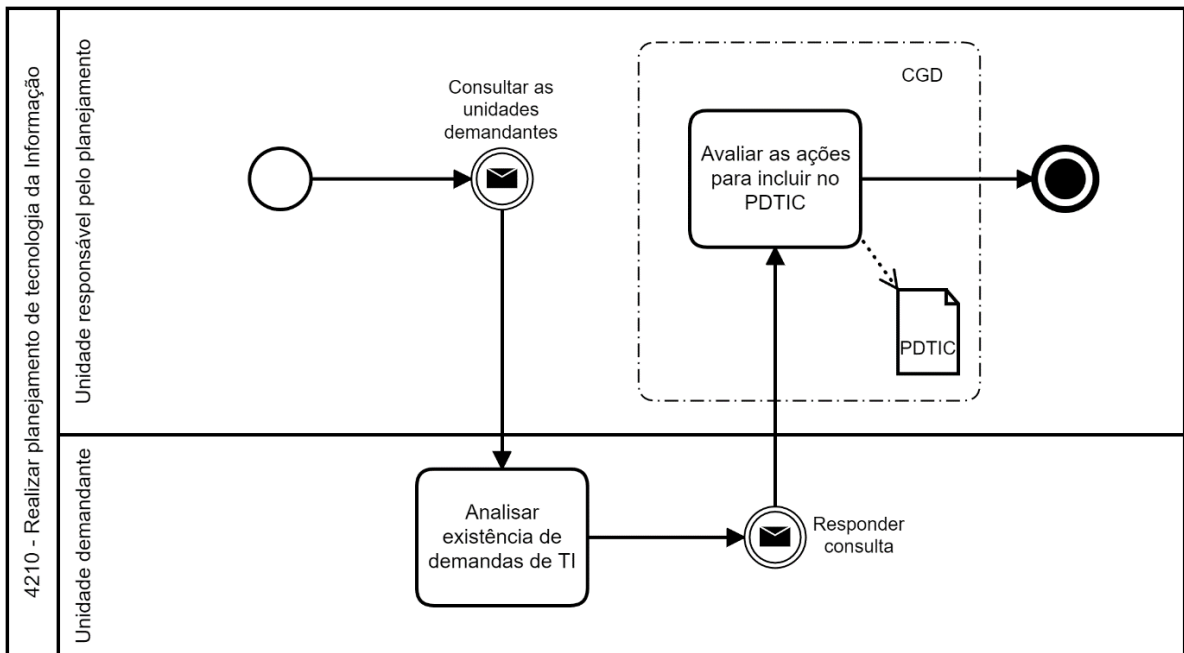 4210 - Realizar planejamento de tecnologia da Informação
Unidade responsável pelo planejamento
Consultar as
unidades
demandantes
CGD
Avaliar as ações
para incluir no
PDTIC
PDTIC
Unidade demandante
Analisar
existência de
demandas de TI
Responder
consulta